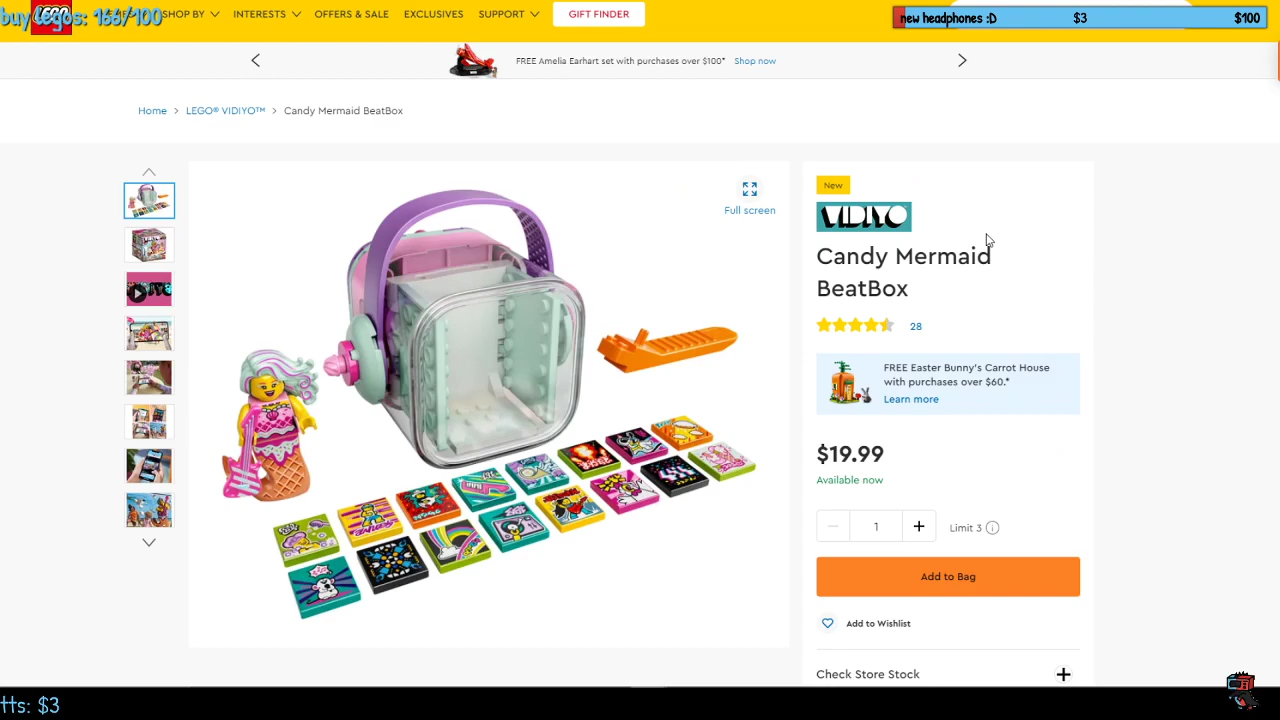 buy legos: 166/100
LEGO
SHOP BY
INTERESTS
OFFERS & SALE
EXCLUSIVES
SUPPORT
GIFT FINDER
new headphones :D $3 $100
FREE Amelia Earhart set with purchases over $100* Shop now
Home > LEGO® VIDIYO™ > Candy Mermaid BeatBox
Full screen
New
VIDIYO
Candy Mermaid
BeatBox
28
FREE Easter Bunny's Carrot House
with purchases over $60.*
Learn more
$19.99
Available now
1
Limit 3
Add to Bag
Add to Wishlist
Check Store Stock
tts: $3